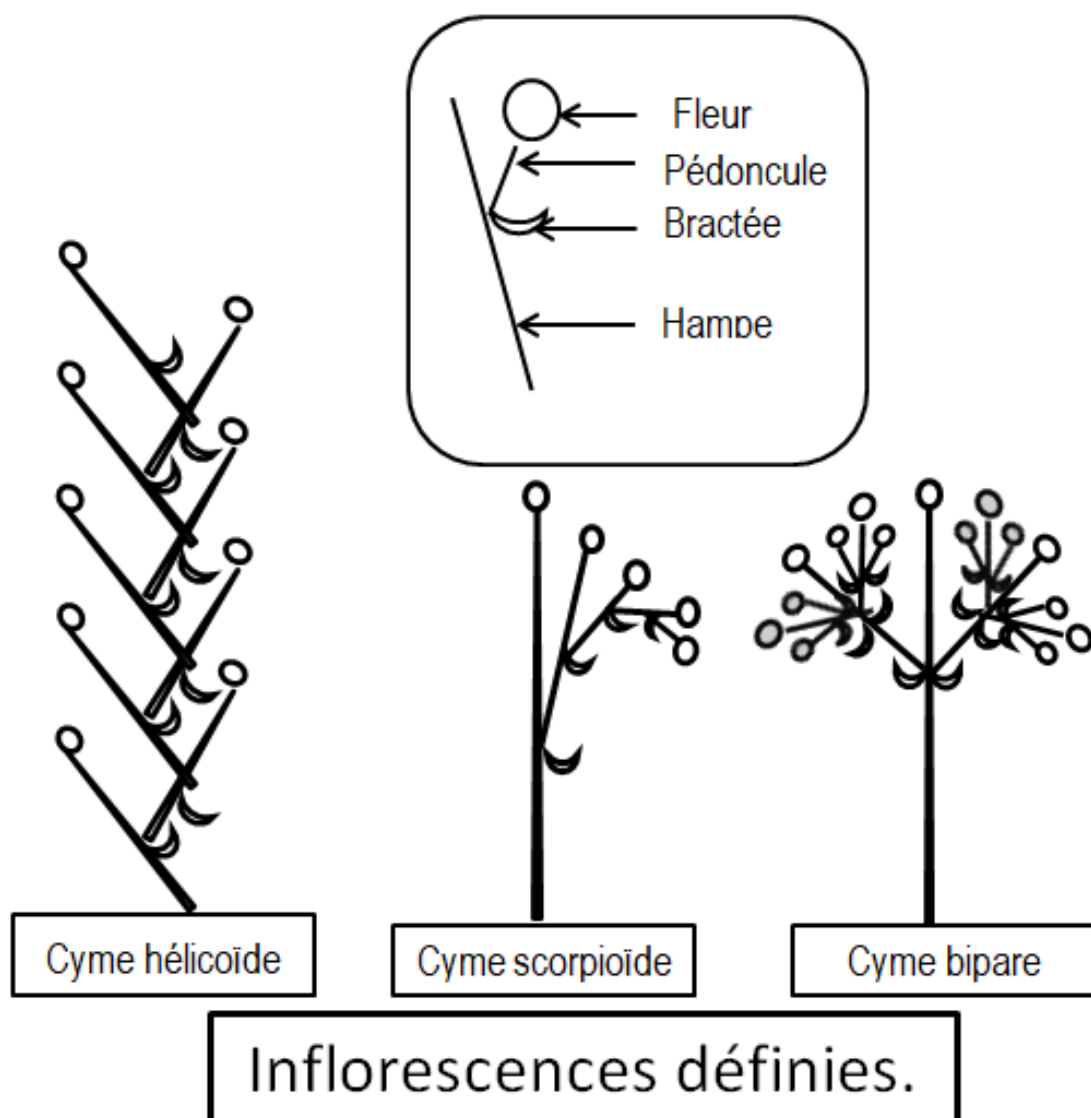 Fleur
Pédoncule
Bractée
Hampe
Cyme hélicoïde
Cyme scorpioïde
Cyme bipare
Inflorescences définies.